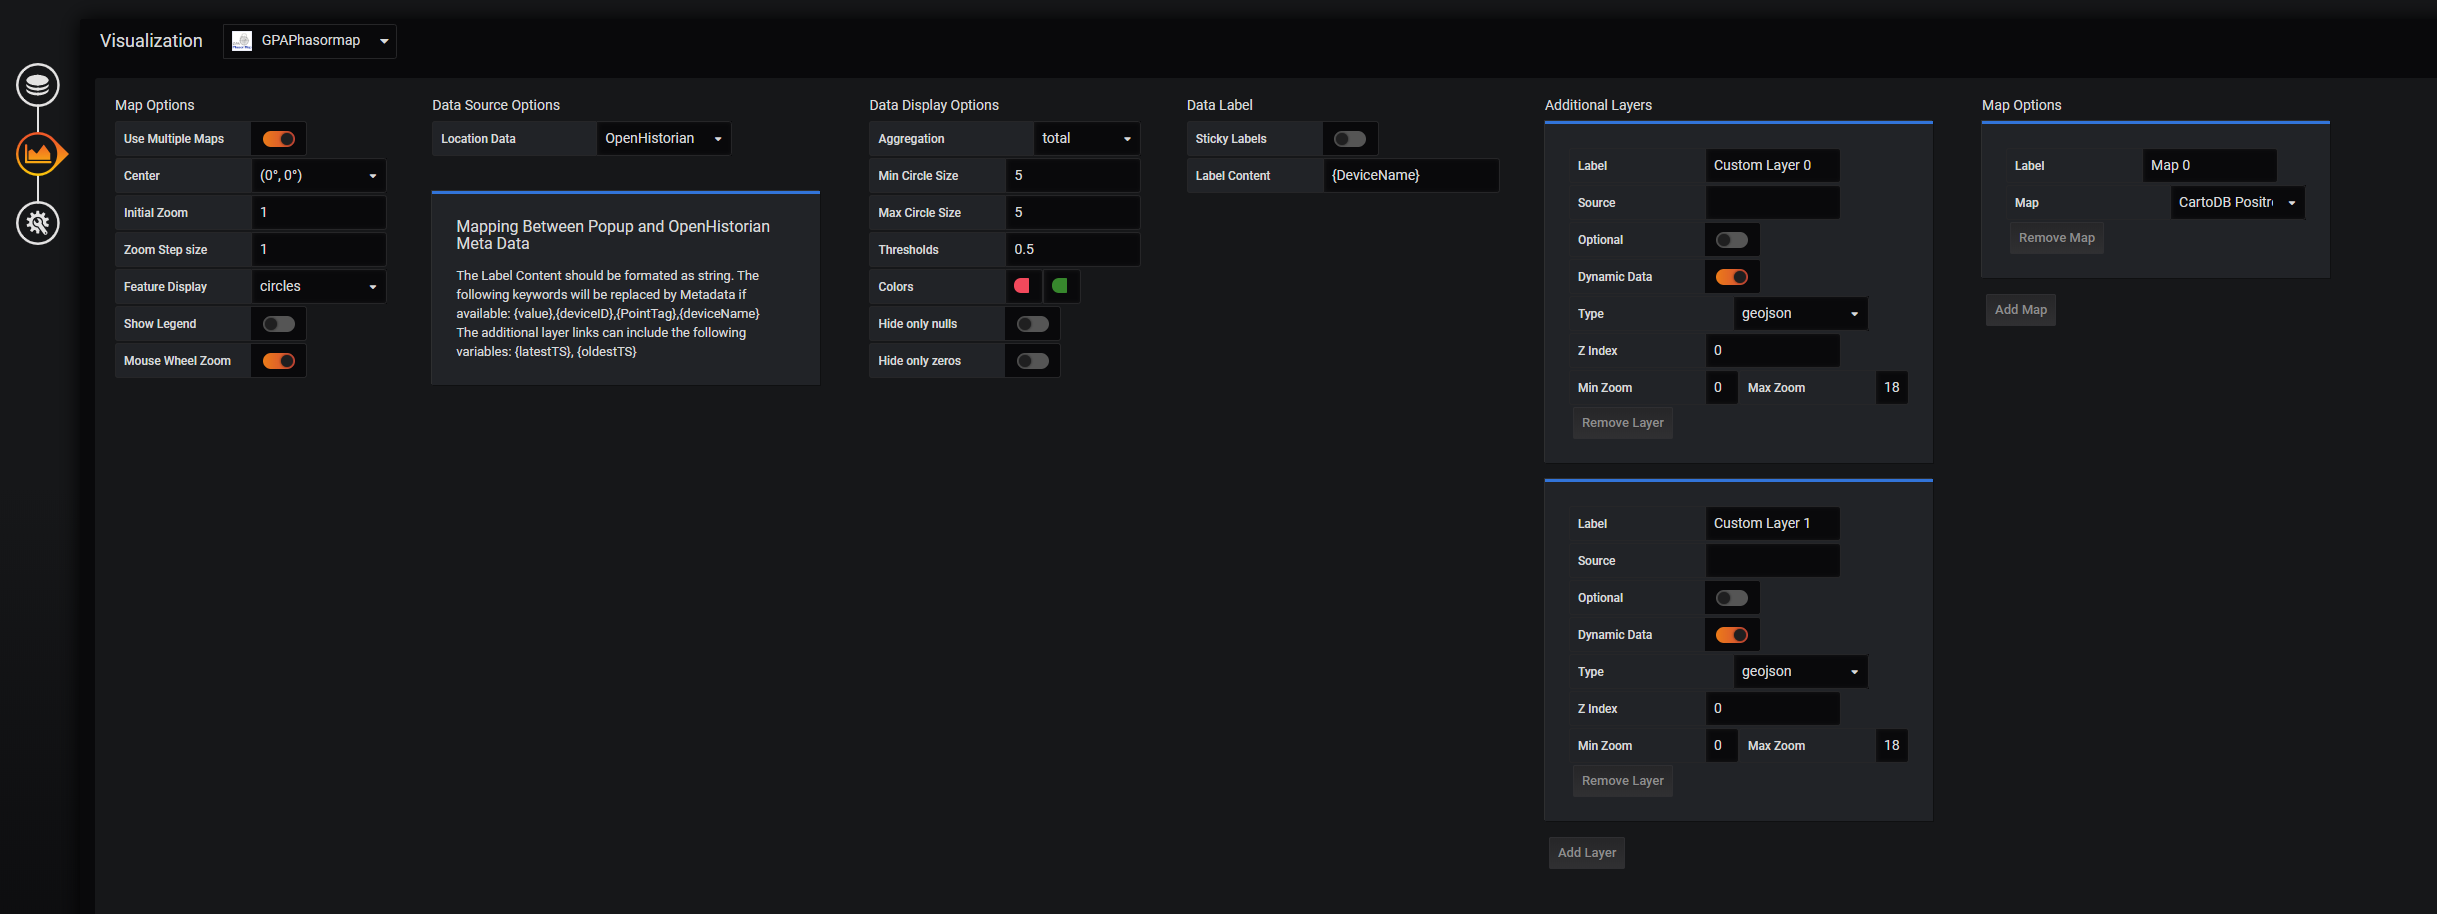 Visualization
GPAPhasormap
Map Options
Use Multiple Maps
Center (0°, 0°)
Initial Zoom 1
Zoom Step size 1
Feature Display circles
Show Legend
Mouse Wheel Zoom
Data Source Options
Location Data OpenHistorian
Mapping Between Popup and OpenHistorian
Meta Data
The Label Content should be formated as string. The
following keywords will be replaced by Metadata if
available: {value},{deviceID},{PointTag},{deviceName}
The additional layer links can include the following
variables: {latestTS}, {oldestTS}
Data Display Options
Aggregation total
Min Circle Size 5
Max Circle Size 5
Thresholds 0.5
Colors
Hide only nulls
Hide only zeros
Data Label
Sticky Labels
Label Content {DeviceName}
Additional Layers
Label Custom Layer 0
Source
Optional
Dynamic Data
Type geojson
Z Index 0
Min Zoom 0 Max Zoom 18
Remove Layer
Label Custom Layer 1
Source
Optional
Dynamic Data
Type geojson
Z Index 0
Min Zoom 0 Max Zoom 18
Remove Layer
Add Layer
Map Options
Label Map 0
Map CartoDB Positr
Remove Map
Add Map